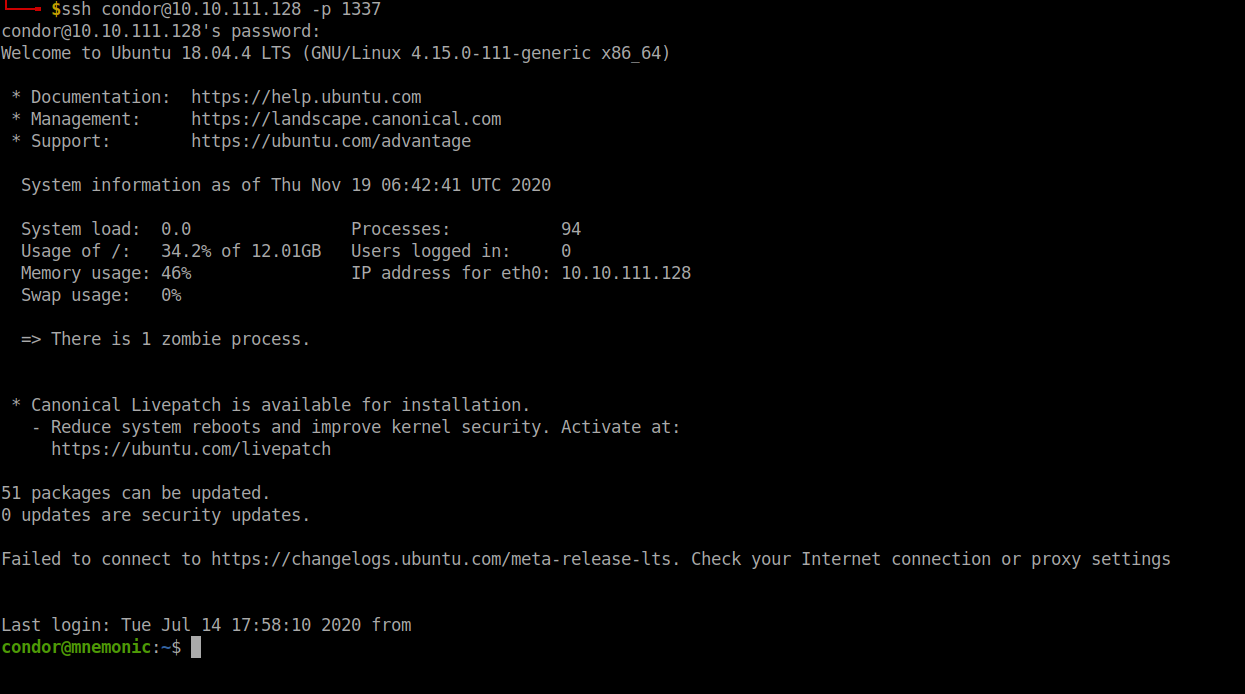 $ssh condor@10.10.111.128 -p 1337
condor@10.10.111.128's password:
Welcome to Ubuntu 18.04.4 LTS (GNU/Linux 4.15.0-111-generic x86_64)
* Documentation: https://help.ubuntu.com
* Management: https://landscape.canonical.com
* Support: https://ubuntu.com/advantage
System information as of Thu Nov 19 06:42:41 UTC 2020
System load: 0.0 Processes: 94
Usage of /: 34.2% of 12.01GB Users logged in: 0
Memory usage: 46% IP address for eth0: 10.10.111.128
Swap usage: 0%
=> There is 1 zombie process.
* Canonical Livepatch is available for installation.
- Reduce system reboots and improve kernel security. Activate at:
https://ubuntu.com/livepatch
51 packages can be updated.
0 updates are security updates.
Failed to connect to https://changelogs.ubuntu.com/meta-release-lts. Check your Internet connection or proxy settings
Last login: Tue Jul 14 17:58:10 2020 from
condor@mnemonic:~$